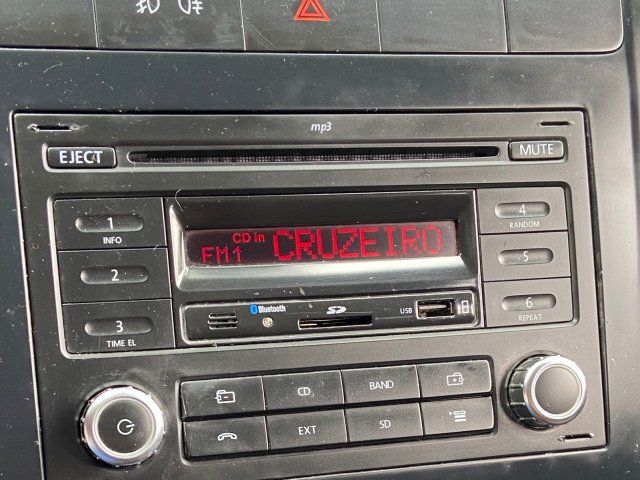 mp3
EJECT
MUTE
1
INFO
CD in
FM1
CRUZEIRO
4
RANDOM
2
5
3
TIME EL
Bluetooth
SD
USB
6
REPEAT
CD
BAND
EXT
SD